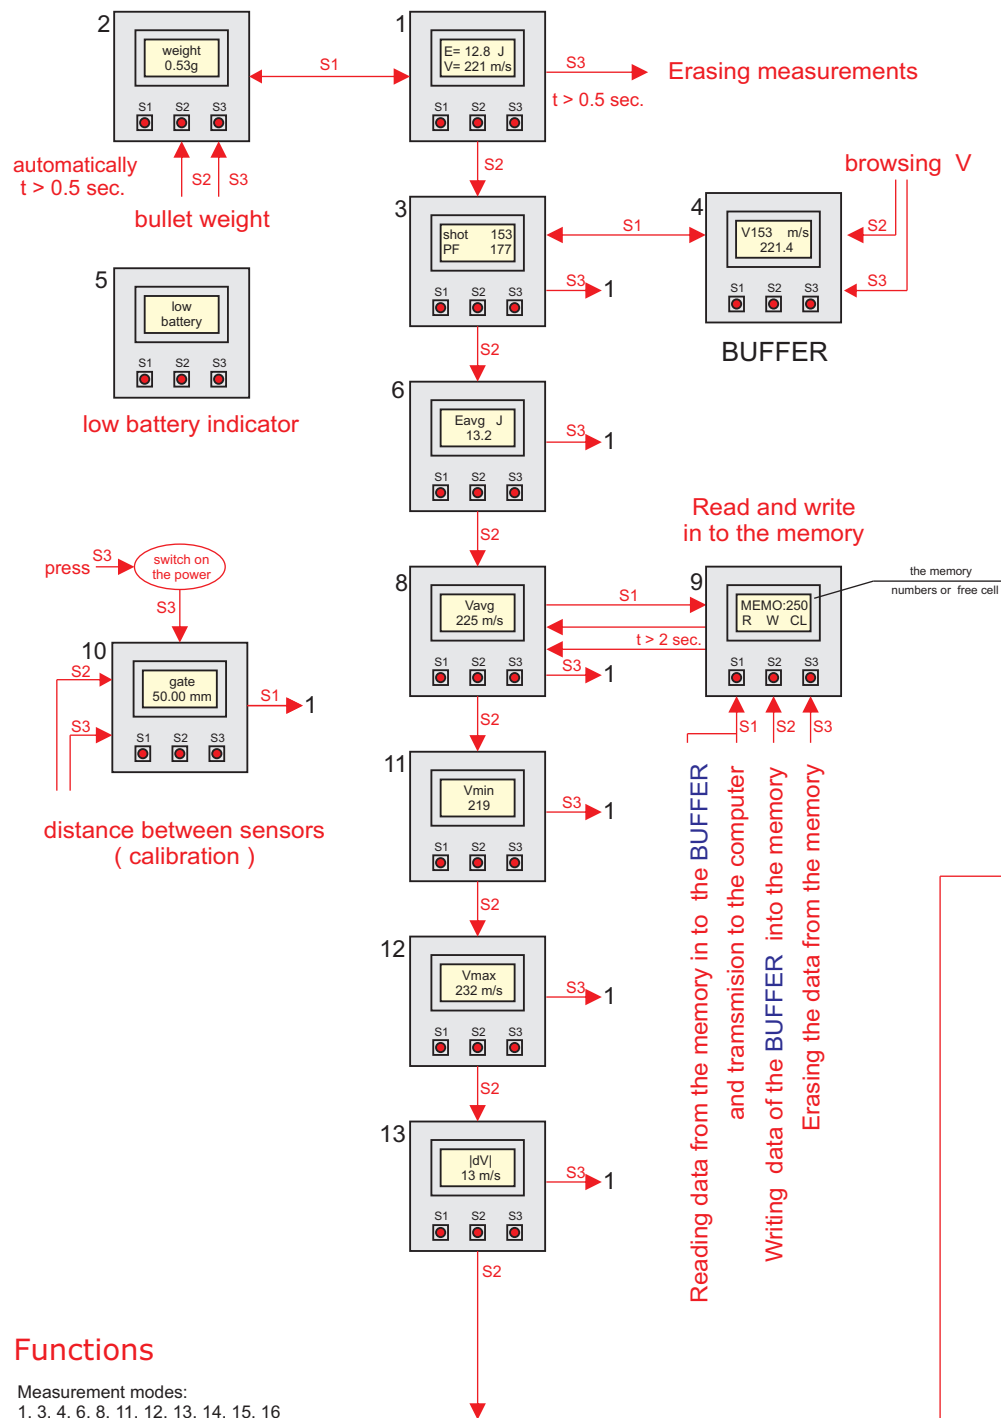 2
weight
0.53g
S1 S2 S3
automatically
t > 0.5 sec.
S2
S3
bullet weight
S1
1
E= 12.8 J
V= 221 m/s
S1 S2 S3
S3
t > 0.5 sec.
Erasing measurements
S2
3
shot 153
PF 177
S1 S2 S3
S1
S3
1
browsing V
4
V153 m/s
221.4
S1 S2 S3
S2
S3
BUFFER
5
low
battery
S1 S2 S3
low battery indicator
S2
6
Eavg J
13.2
S1 S2 S3
S3
1
S2
press
S3
switch on
the power
S3
10
gate
50.00 mm
S1 S2 S3
S2
S3
S1
1
distance between sensors
( calibration )
8
Vavg
225 m/s
S1 S2 S3
S1
t > 2 sec.
S3
1
Read and write
in to the memory
9
MEMO:250
R W CL
S1 S2 S3
the memory
numbers or free cell
S1
S2
S3
Reading data from the memory in to the BUFFER
and tramsmision to the computer
Writing data of the BUFFER into the memory
Erasing the data from the memory
S2
11
Vmin
219
S1 S2 S3
S3
1
S2
12
Vmax
232 m/s
S1 S2 S3
S3
1
S2
13
|dV|
13 m/s
S1 S2 S3
S3
1
S2
Functions
Measurement modes:
1, 3, 4, 6, 8, 11, 12, 13, 14, 15, 16